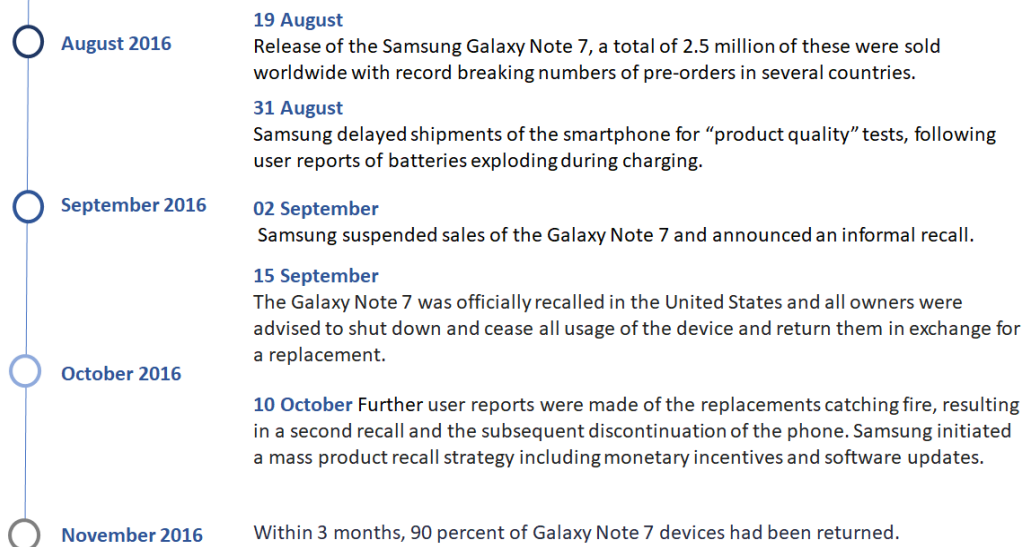 August 2016
19 August
Release of the Samsung Galaxy Note 7, a total of 2.5 million of these were sold
worldwide with record breaking numbers of pre-orders in several countries.
31 August
Samsung delayed shipments of the smartphone for “product quality” tests, following
user reports of batteries exploding during charging.
September 2016
02 September
Samsung suspended sales of the Galaxy Note 7 and announced an informal recall.
15 September
The Galaxy Note 7 was officially recalled in the United States and all owners were
advised to shut down and cease all usage of the device and return them in exchange for
a replacement.
October 2016
10 October Further user reports were made of the replacements catching fire, resulting
in a second recall and the subsequent discontinuation of the phone. Samsung initiated
a mass product recall strategy including monetary incentives and software updates.
November 2016
Within 3 months, 90 percent of Galaxy Note 7 devices had been returned.